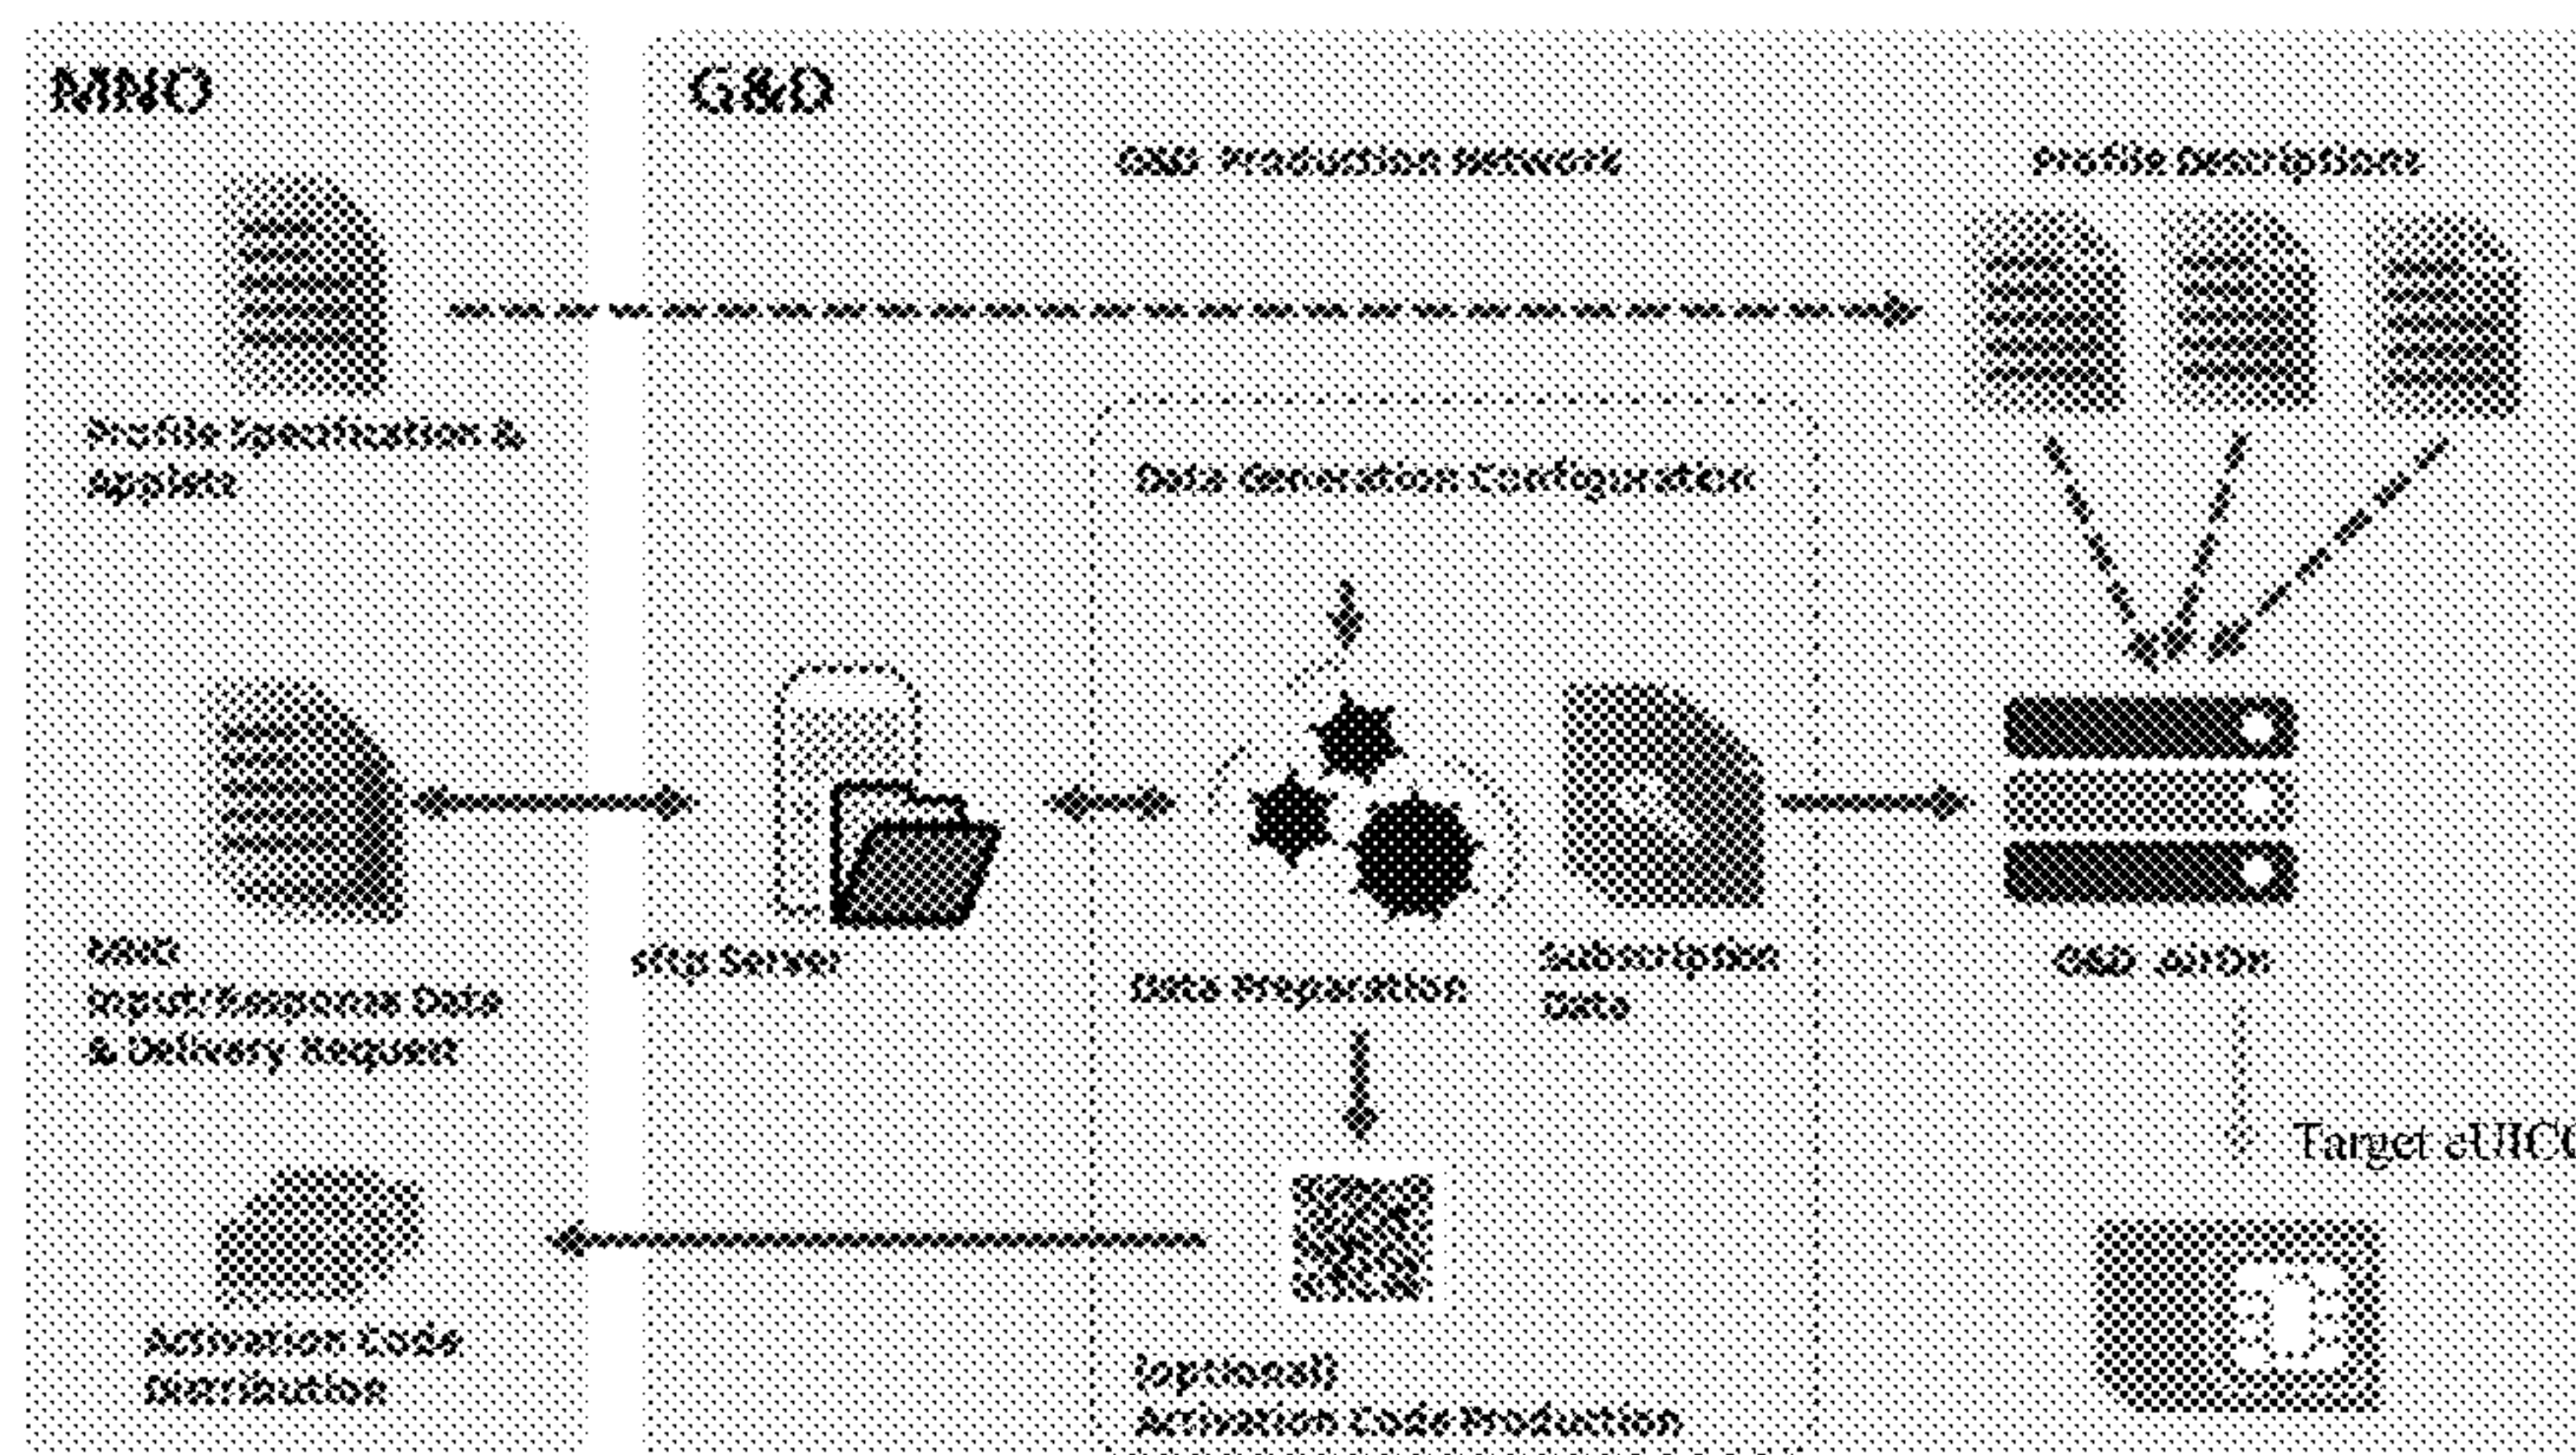 MNO
G&D
G&D Production Network
Profile Descriptions
Profile Specification &
Applets
Data Generation Configuration
MNO
Input/Response Data
& Delivery Request
sftp Server
Data Preparation
Subscription
Data
G&D AirOn
Target eUICC
Activation Code
Distribution
(optional)
Activation Code Production